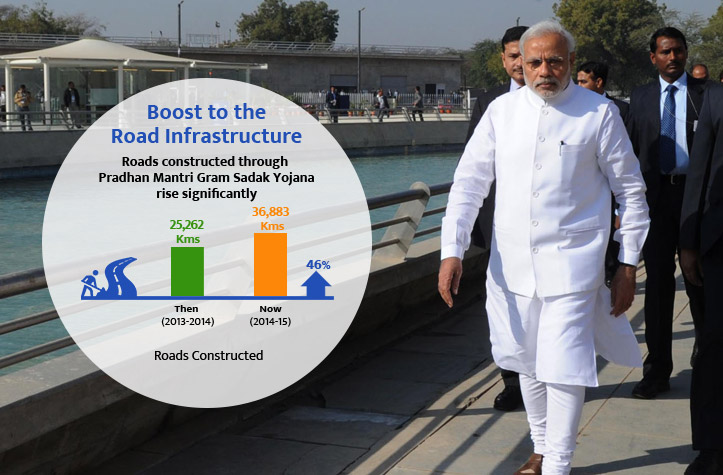 Boost to the
Road Infrastructure
Roads constructed through
Pradhan Mantri Gram Sadak Yojana
rise significantly
25,262
Kms
36,883
Kms
46%
Then
(2013-2014)
Now
(2014-15)
Roads Constructed